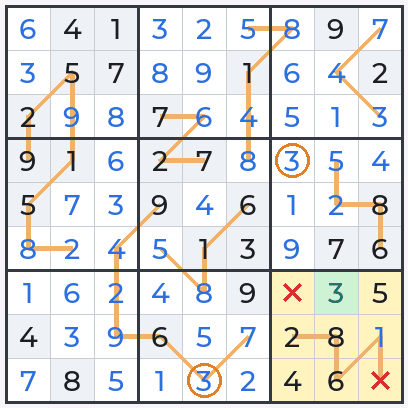 6 4 1 3 2 5 8 9 7
3 5 7 8 9 1 6 4 2
2 9 8 7 6 4 5 1 3
9 1 6 2 7 8 3 5 4
5 7 3 9 4 6 1 2 8
8 2 4 5 1 3 9 7 6
1 6 2 4 8 9 3 5
4 3 9 6 5 7 2 8 1
7 8 5 1 3 2 4 6